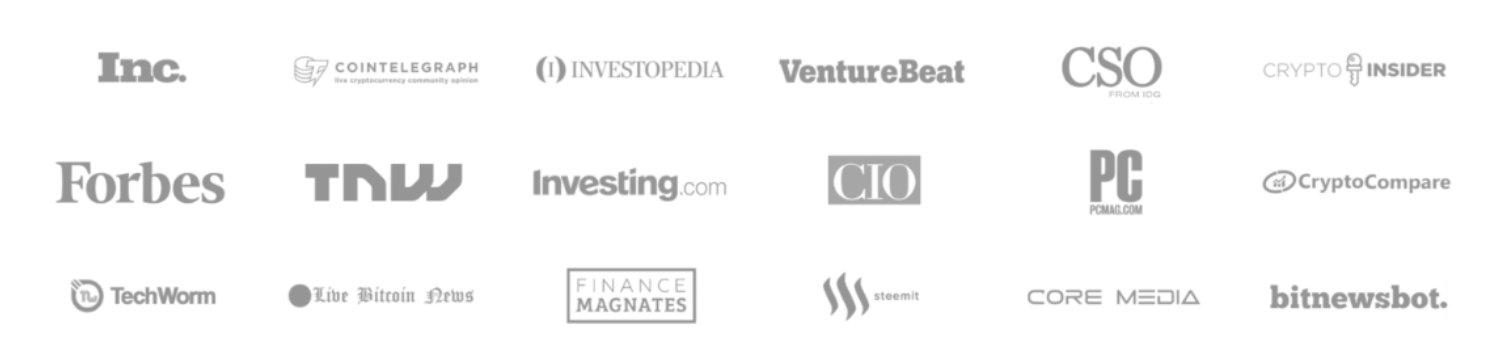 Inc.
COINTELEGRAPH
live cryptocurrency community opinion
(I) INVESTOPEDIA
VentureBeat
CSO
FROM IDG
CRYPTO INSIDER
Forbes
TNW
Investing.com
CIO
PC
PCMAG.COM
CryptoCompare
TW TechWorm
Live Bitcoin News
FINANCE
MAGNATES
steemit
CORE MEDIA
bitnewsbot.